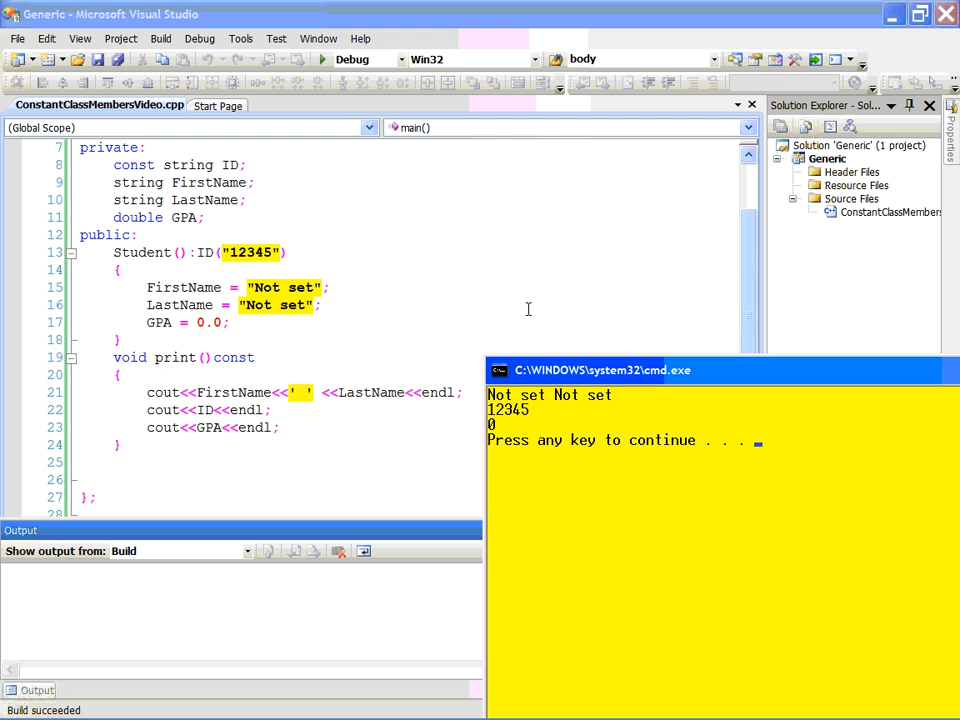 Generic - Microsoft Visual Studio
File Edit View Project Build Debug Tools Test Window Help
Debug Win32 body
ConstantClassMembersVideo.cpp Start Page
Solution Explorer - Sol...
(Global Scope) main()
Properties
Solution 'Generic' (1 project)
Generic
Header Files
Resource Files
Source Files
ConstantClassMembers
7 private:
8 const string ID;
9 string FirstName;
10 string LastName;
11 double GPA;
12 public:
13 Student():ID("12345")
14 {
15 FirstName = "Not set";
16 LastName = "Not set";
17 GPA = 0.0;
18 }
19 void print()const
20 {
21 cout<<FirstName<<' ' <<LastName<<endl;
22 cout<<ID<<endl;
23 cout<<GPA<<endl;
24 }
25
26
27 };
28
C:\WINDOWS\system32\cmd.exe
Not set Not set
12345
0
Press any key to continue . . .
Output
Show output from: Build
Output
Build succeeded